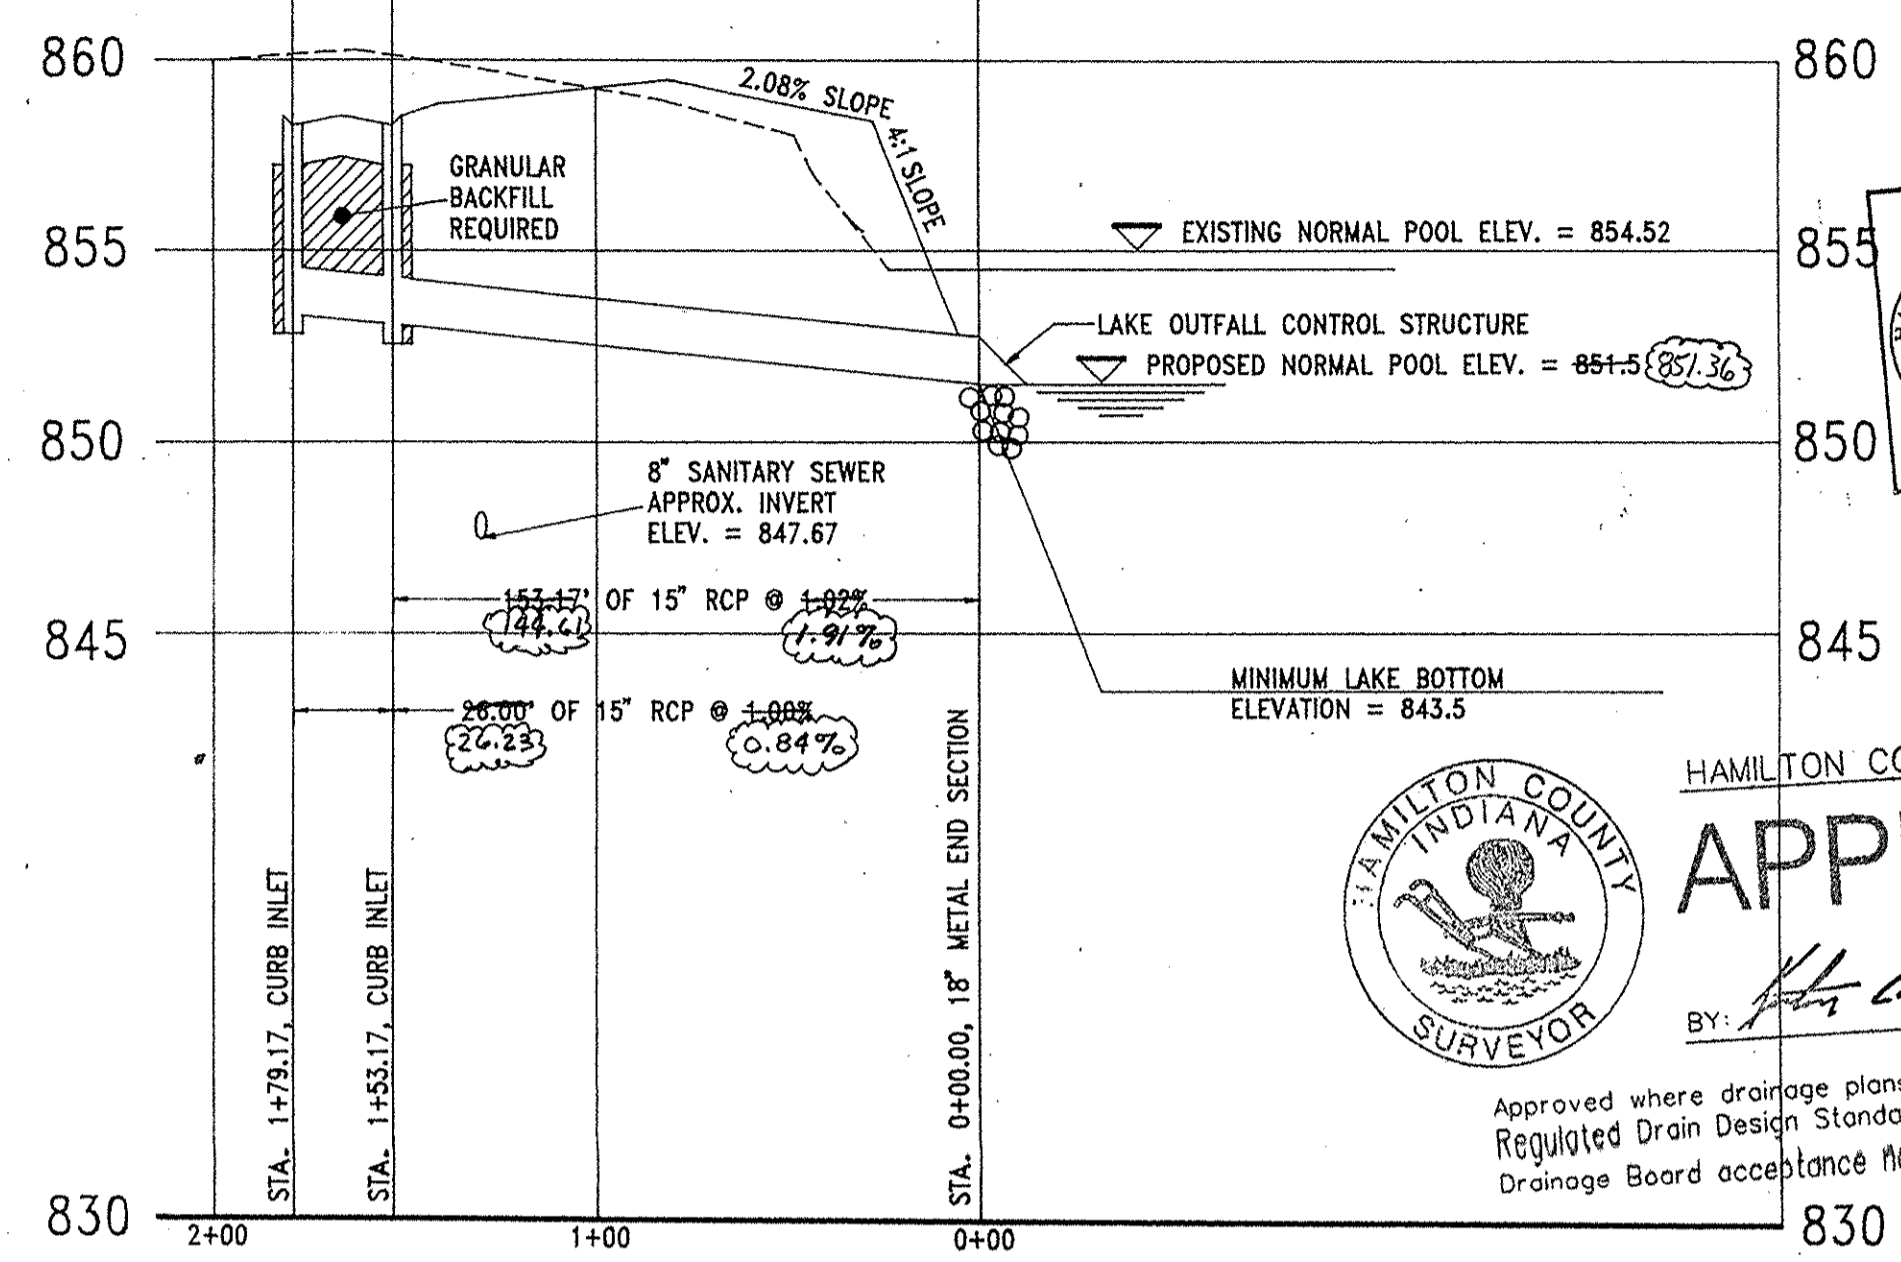 860
860
2.08% SLOPE
4:1 SLOPE
GRANULAR
BACKFILL
REQUIRED
EXISTING NORMAL POOL ELEV. = 854.52
855
855
LAKE OUTFALL CONTROL STRUCTURE
PROPOSED NORMAL POOL ELEV. = 851.5 851.36
850
850
8" SANITARY SEWER
APPROX. INVERT
ELEV. = 847.67
153.17' OF 15" RCP @ 1.02%
144.61 1.91%
845
845
MINIMUM LAKE BOTTOM
ELEVATION = 843.5
26.00' OF 15" RCP @ 1.00%
26.23 0.84%
STA. 1+79.17, CURB INLET
STA. 1+53.17, CURB INLET
STA. 0+00.00, 18" METAL END SECTION
HAMILTON COUNTY
INDIANA
SURVEYOR
HAMILTON CO
APP
BY:
Approved where drainage plans
Regulated Drain Design Standa
Drainage Board acceptance
830
830
2+00
1+00
0+00